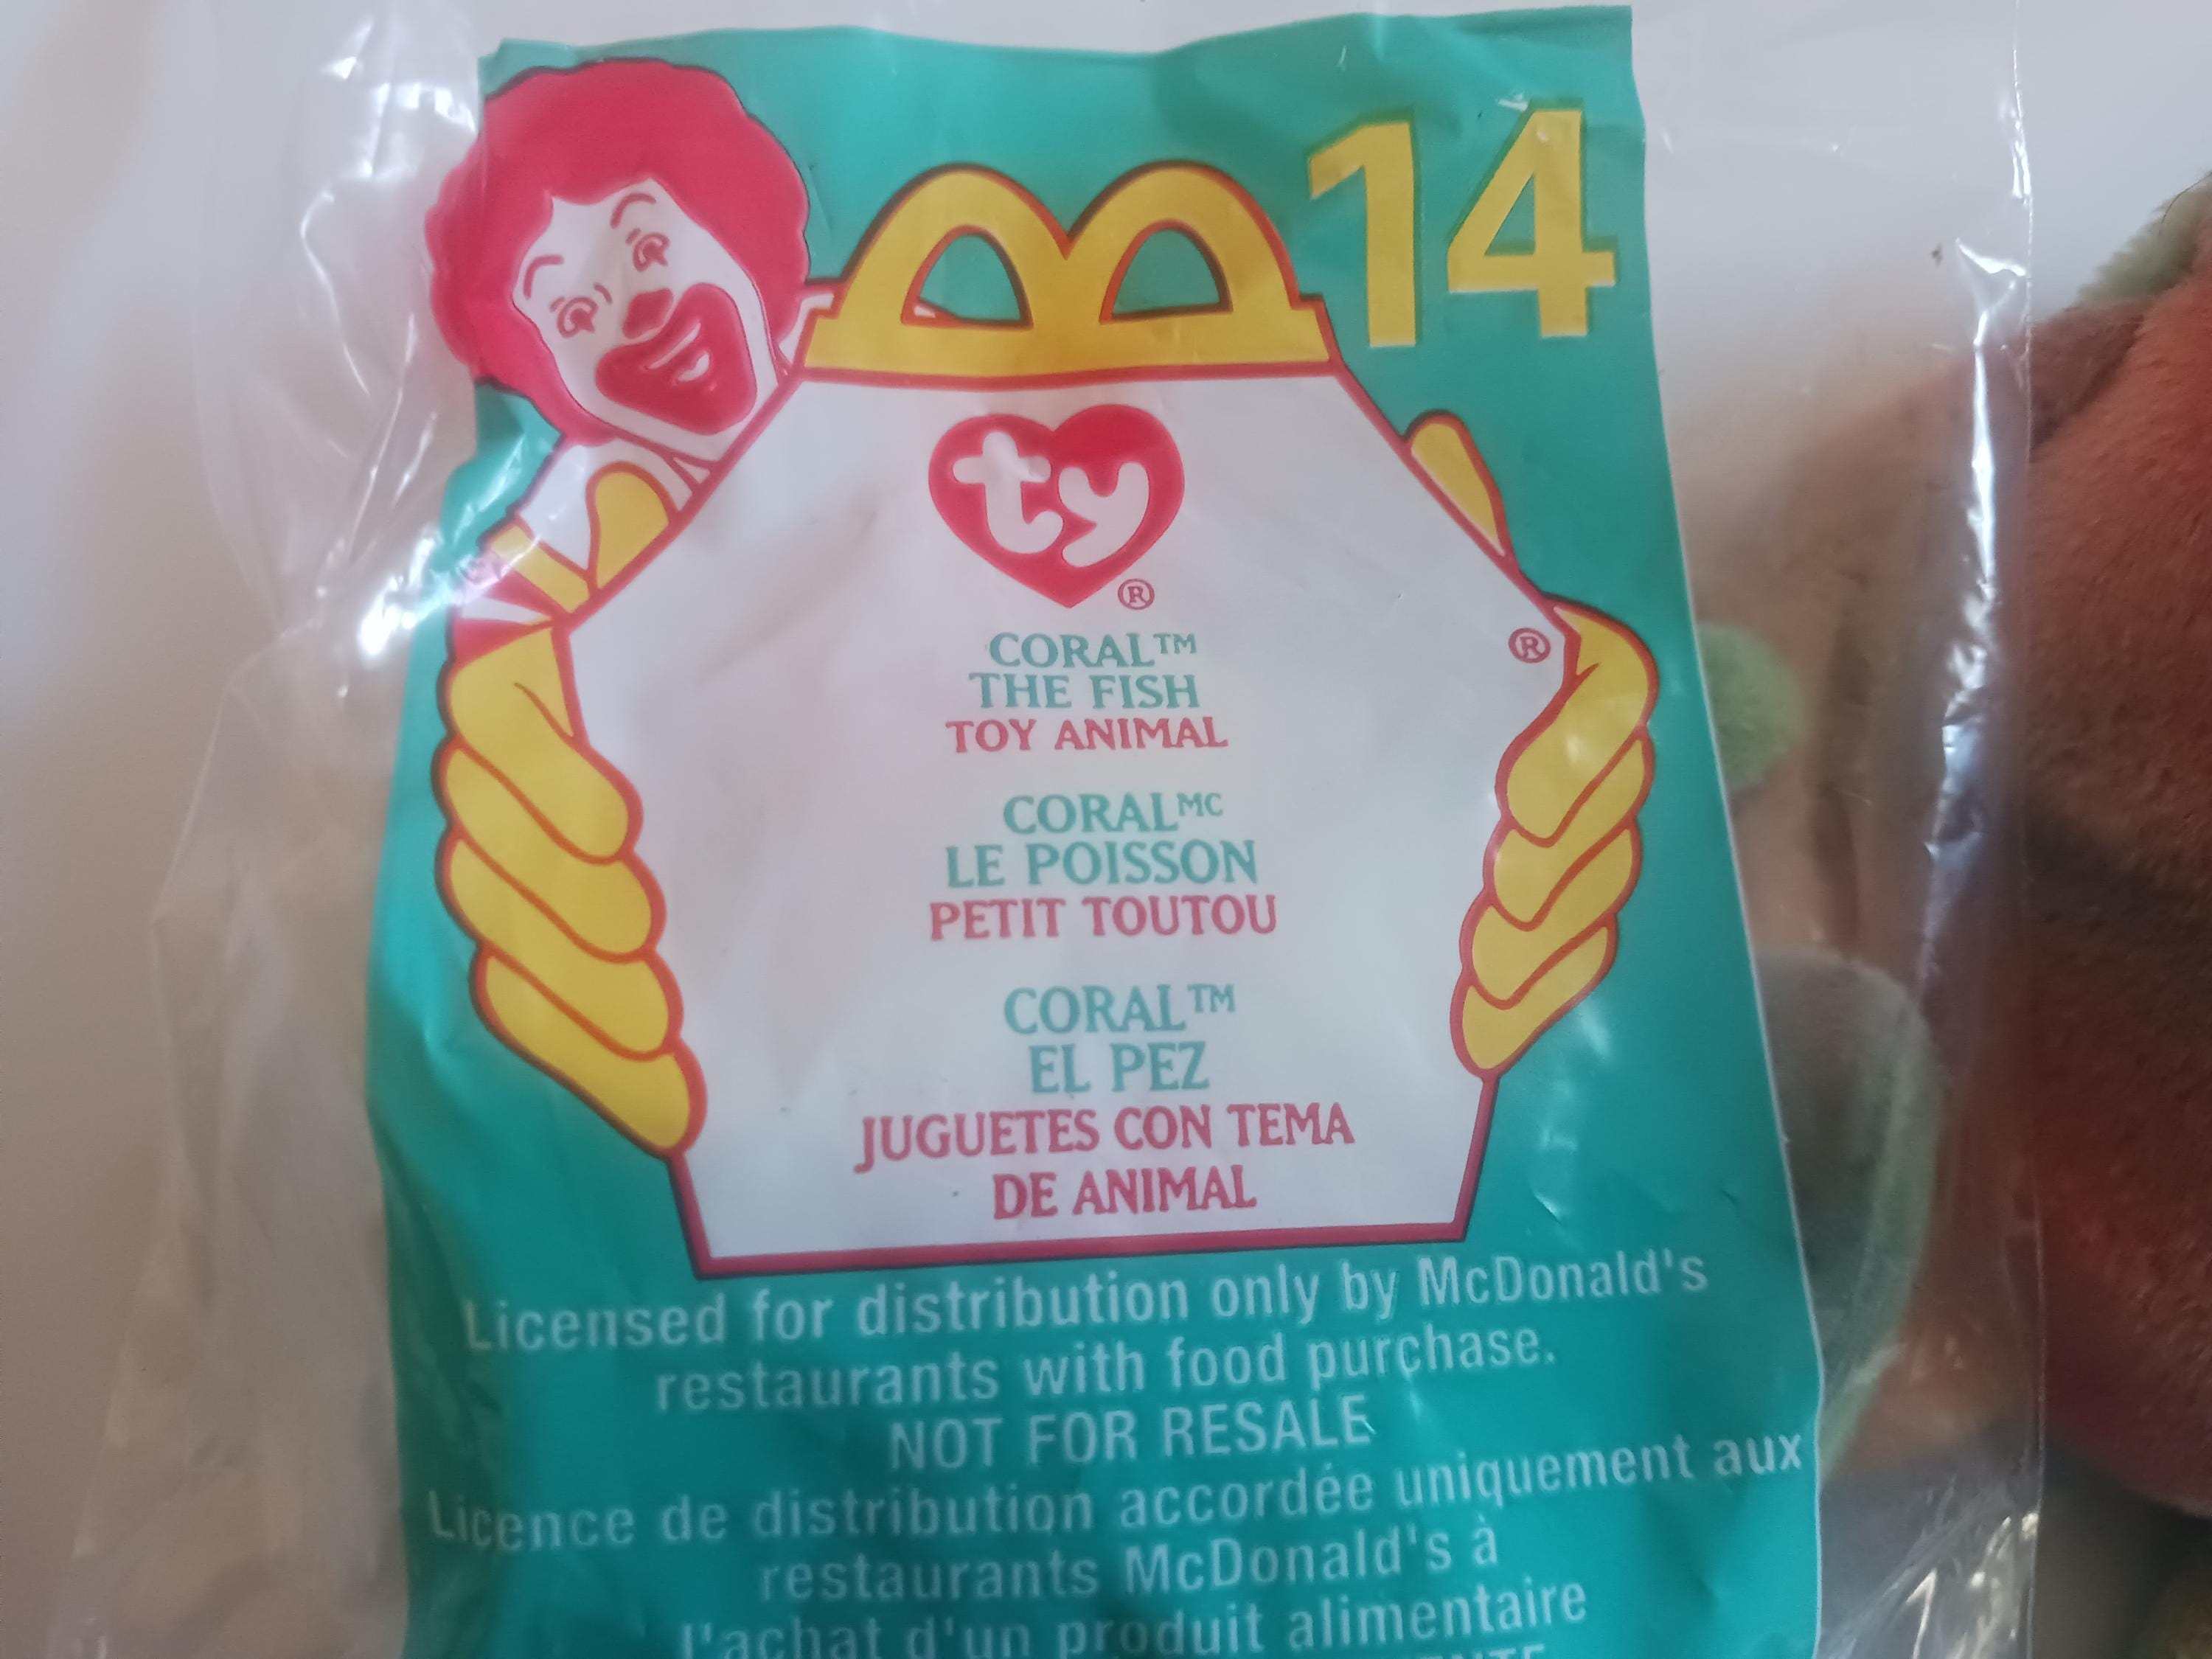 14
ty®
CORAL™
THE FISH
TOY ANIMAL
®
CORALMC
LE POISSON
PETIT TOUTOU
CORAL™
EL PEZ
JUGUETES CON TEMA
DE ANIMAL
Licensed for distribution only by McDonald's
restaurants with food purchase.
NOT FOR RESALE
Licence de distribution accordée uniquement aux
restaurants McDonald's à
l'achat d'un produit alimentaire